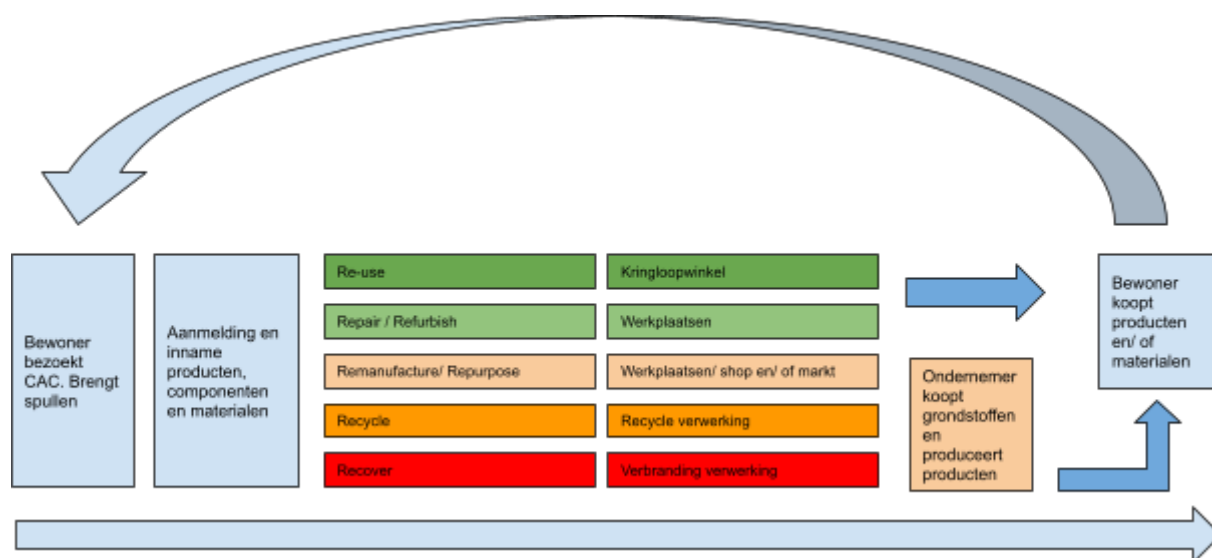 Bewoner
bezoekt
CAC. Brengt
spullen
Aanmelding en
inname
producten,
componenten
en materialen
Re-use
Kringloopwinkel
Repair / Refurbish
Werkplaatsen
Remanufacture/ Repurpose
Werkplaatsen/ shop en/ of markt
Recycle
Recycle verwerking
Recover
Verbranding verwerking
Ondernemer
koopt
grondstoffen
en
produceert
producten
Bewoner
koopt
producten
en/ of
materialen